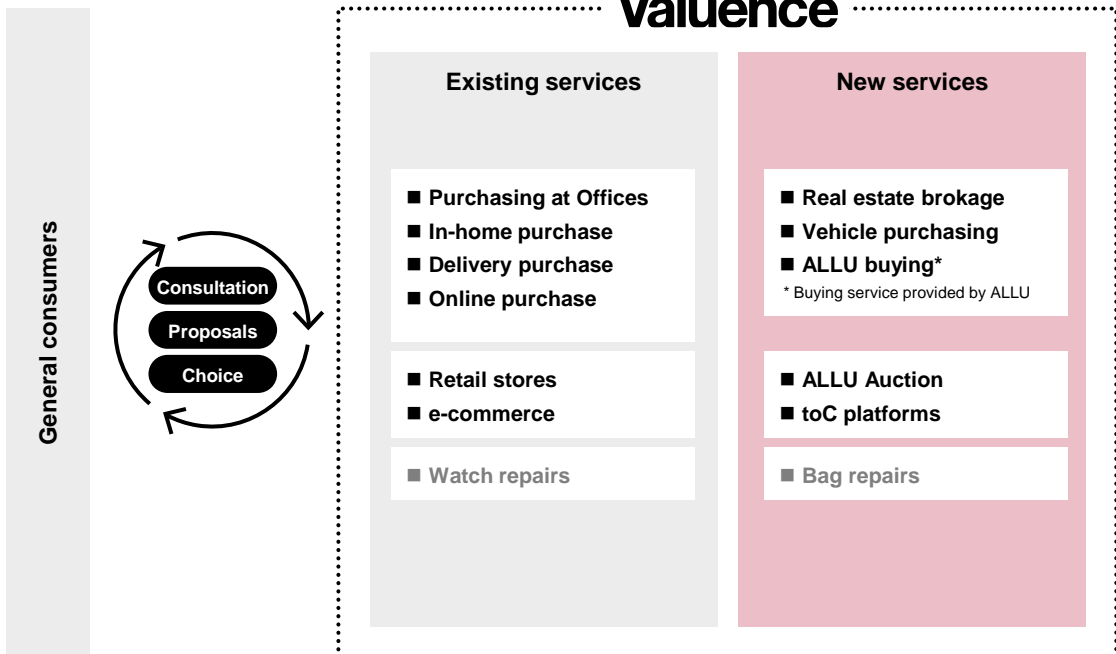 valuence
Existing services
New services
General consumers
Consultation
Proposals
Choice
■ Purchasing at Offices
■ In-home purchase
■ Delivery purchase
■ Online purchase
■ Retail stores
■ e-commerce
■ Watch repairs
■ Real estate brokage
■ Vehicle purchasing
■ ALLU buying*
* Buying service provided by ALLU
■ ALLU Auction
■ toC platforms
■ Bag repairs